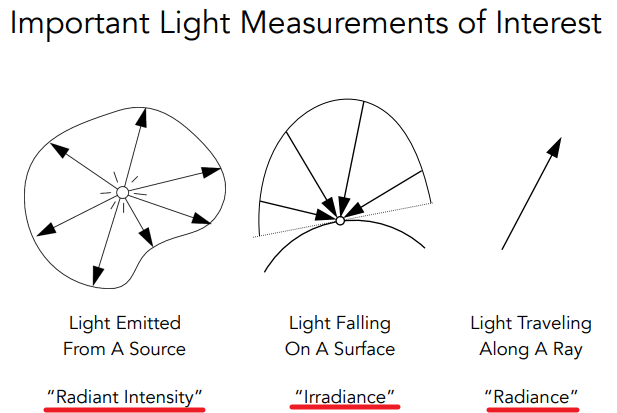 Important Light Measurements of Interest
Light Emitted
From A Source
"Radiant Intensity"
Light Falling
On A Surface
"Irradiance"
Light Traveling
Along A Ray
"Radiance"